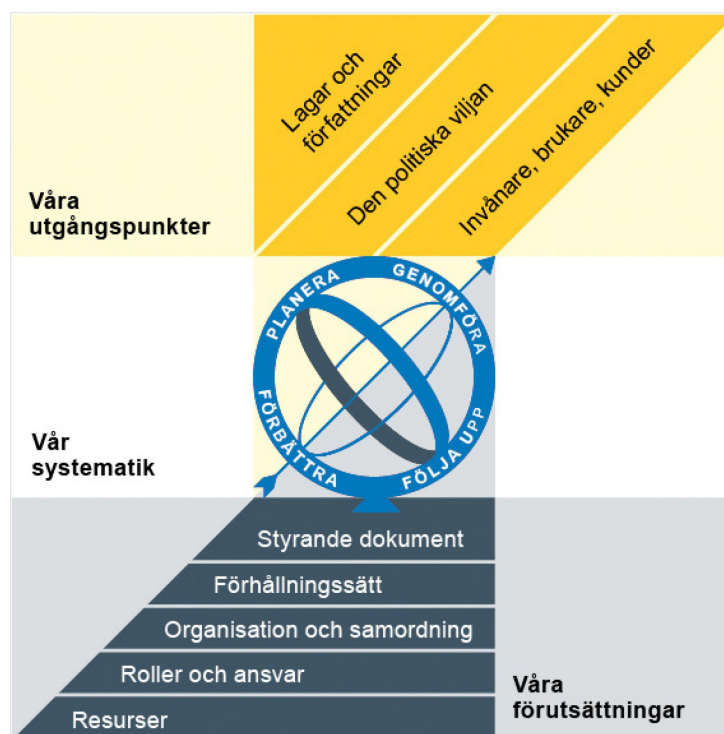 Lagar och
författningar
Den politiska viljan
Invånare, brukare, kunder
Våra
utgångspunkter
PLANERA
GENOMFÖRA
FÖLJA UPP
FÖRBÄTTRA
Vår
systematik
Styrande dokument
Förhållningssätt
Organisation och samordning
Roller och ansvar
Resurser
Våra
förutsättningar